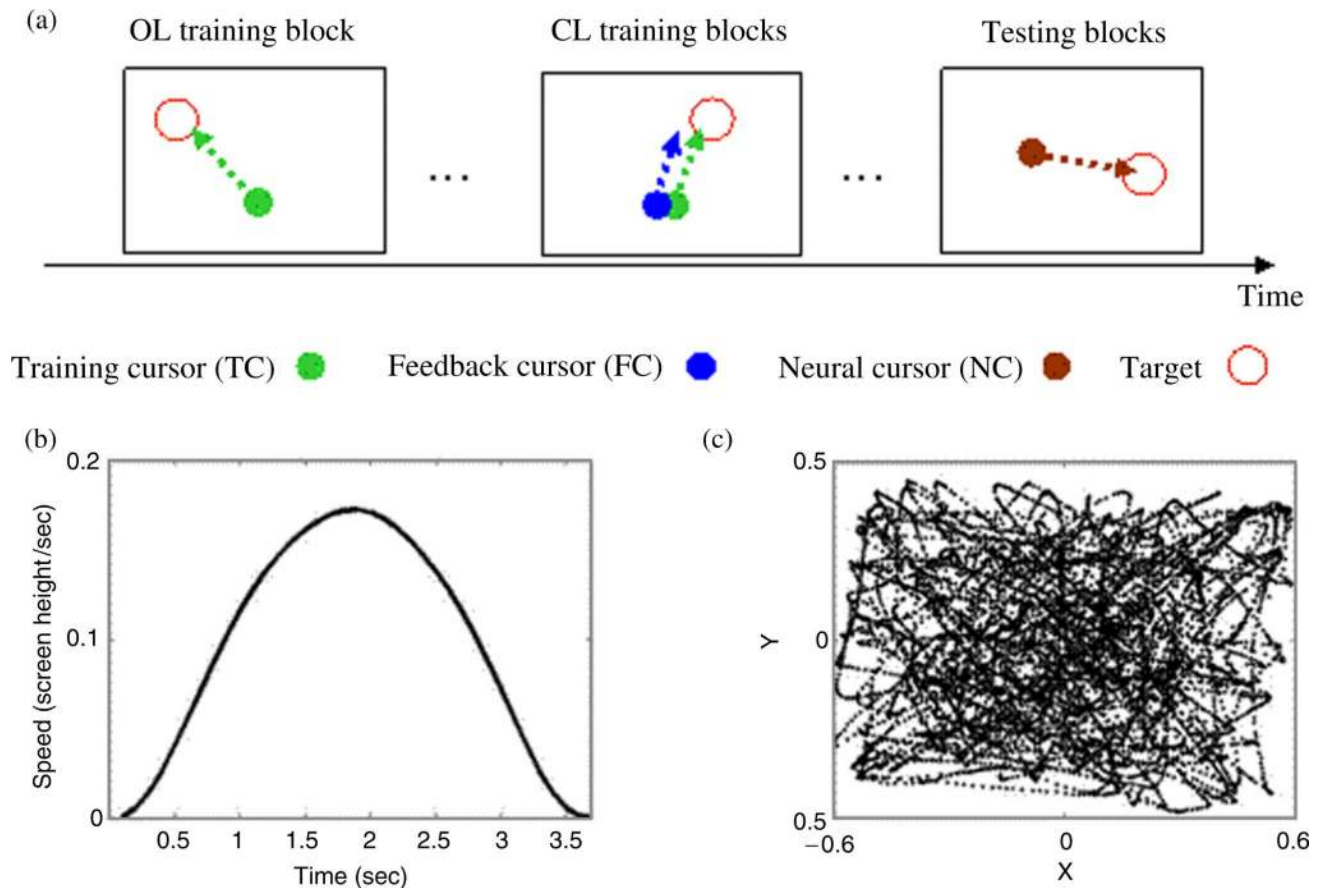 (a)
OL training block CL training blocks Testing blocks
... ...
Time
Training cursor (TC) Feedback cursor (FC) Neural cursor (NC) Target
(b)
0.2
0.1
0
0.5 1 1.5 2 2.5 3 3.5
Speed (screen height/sec)
Time (sec)
(c)
0.5
0
0.5
−0.6 0 0.6
Y
X